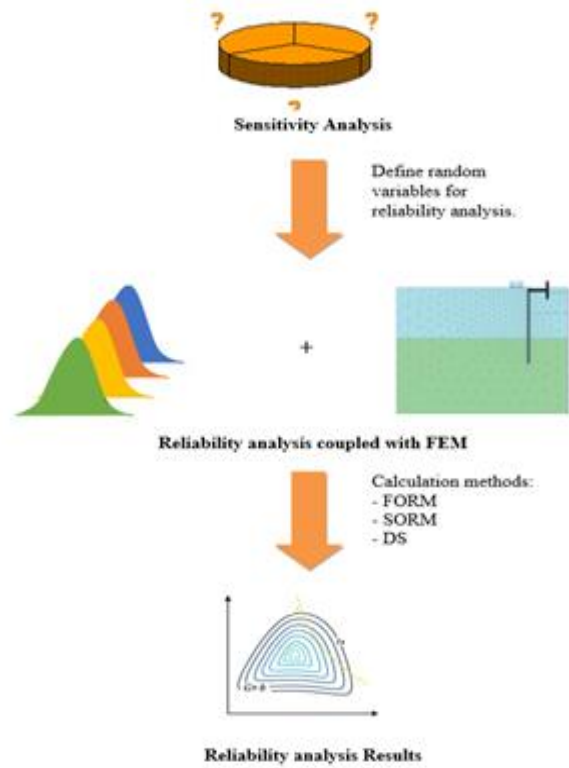 ? ?
?
Sensitivity Analysis
Define random
variables for
reliability analysis.
+
Reliability analysis coupled with FEM
Calculation methods:
- FORM
- SORM
- DS
Reliability analysis Results